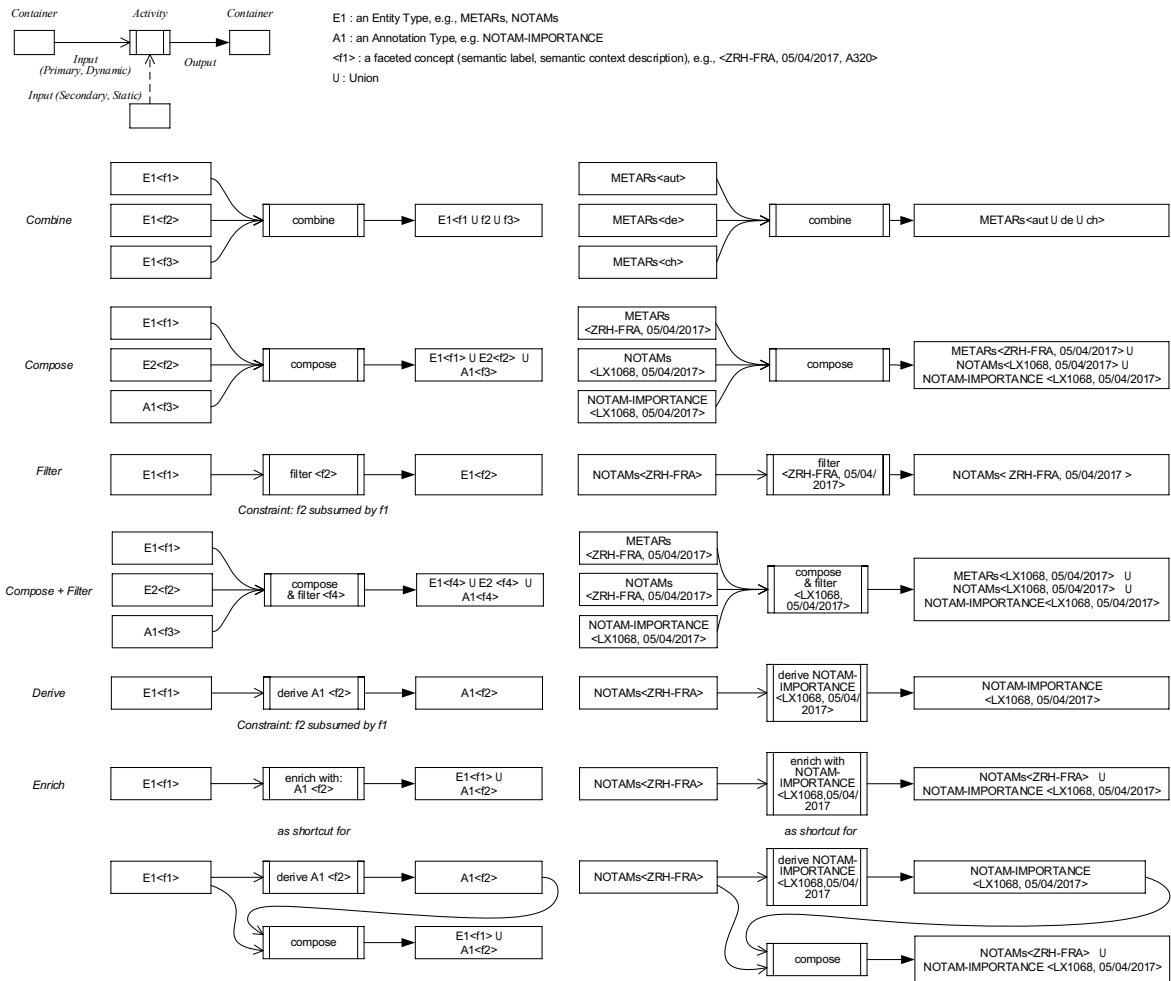 Container
Activity
Container
Input
(Primary, Dynamic)
Output
Input (Secondary, Static)
E1 : an Entity Type, e.g., METARs, NOTAMs
A1 : an Annotation Type, e.g. NOTAM-IMPORTANCE
<f1> : a faceted concept (semantic label, semantic context description), e.g., <ZRH-FRA, 05/04/2017, A320>
U : Union
Combine
E1<f1>
E1<f2>
E1<f3>
combine
E1<f1 U f2 U f3>
METARs<aut>
METARs<de>
METARs<ch>
combine
METARs<aut U de U ch>
Compose
E1<f1>
E2<f2>
A1<f3>
compose
E1<f1> U E2<f2> U
A1<f3>
METARs
<ZRH-FRA, 05/04/2017>
NOTAMs
<LX1068, 05/04/2017>
NOTAM-IMPORTANCE
<LX1068, 05/04/2017>
compose
METARs<ZRH-FRA, 05/04/2017> U
NOTAMs<LX1068, 05/04/2017> U
NOTAM-IMPORTANCE <LX1068, 05/04/2017>
Filter
E1<f1>
filter <f2>
E1<f2>
Constraint: f2 subsumed by f1
NOTAMs<ZRH-FRA>
filter
<ZRH-FRA, 05/04/
2017>
NOTAMs< ZRH-FRA, 05/04/2017 >
Compose + Filter
E1<f1>
E2<f2>
A1<f3>
compose
& filter <f4>
E1<f4> U E2 <f4> U
A1<f4>
METARs
<ZRH-FRA, 05/04/2017>
NOTAMs
<ZRH-FRA, 05/04/2017>
NOTAM-IMPORTANCE
<LX1068, 05/04/2017>
compose
& filter
<LX1068,
05/04/2017>
METARs<LX1068, 05/04/2017> U
NOTAMs<LX1068, 05/04/2017> U
NOTAM-IMPORTANCE<LX1068, 05/04/2017>
Derive
E1<f1>
derive A1 <f2>
A1<f2>
Constraint: f2 subsumed by f1
NOTAMs<ZRH-FRA>
derive NOTAM-
IMPORTANCE
<LX1068, 05/04/
2017>
NOTAM-IMPORTANCE
<LX1068, 05/04/2017>
Enrich
E1<f1>
enrich with:
A1 <f2>
E1<f1> U
A1<f2>
NOTAMs<ZRH-FRA>
enrich with
NOTAM-
IMPORTANCE
<LX1068,05/04/
2017
NOTAMs<ZRH-FRA> U
NOTAM-IMPORTANCE <LX1068, 05/04/2017>
as shortcut for
as shortcut for
E1<f1>
derive A1 <f2>
A1<f2>
compose
E1<f1> U
A1<f2>
NOTAMs<ZRH-FRA>
derive NOTAM-
IMPORTANCE
<LX1068,05/04/
2017
NOTAM-IMPORTANCE
<LX1068, 05/04/2017>
compose
NOTAMs<ZRH-FRA> U
NOTAM-IMPORTANCE <LX1068, 05/04/2017>